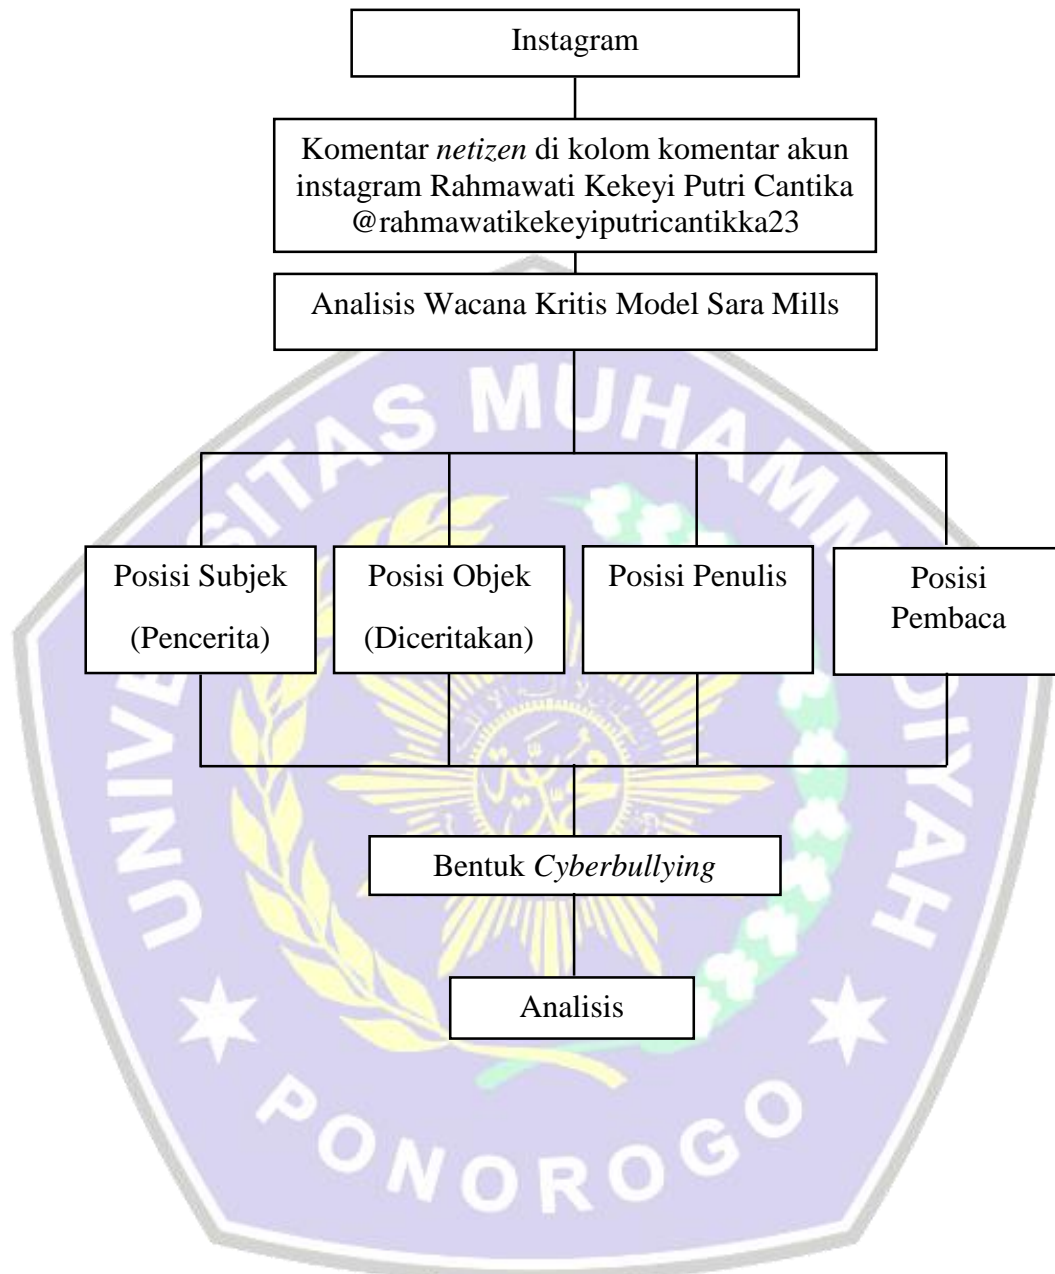 Instagram
Komentar netizen di kolom komentar akun
instagram Rahmawati Kekeyi Putri Cantika
@rahmawatikekeyiputricantikka23
Analisis Wacana Kritis Model Sara Mills
Posisi Subjek
(Pencerita)
Posisi Objek
(Diceritakan)
Posisi Penulis
Posisi
Pembaca
Bentuk Cyberbullying
Analisis
UNIVERSITAS MUHAMMADIYAH
PONOROGO